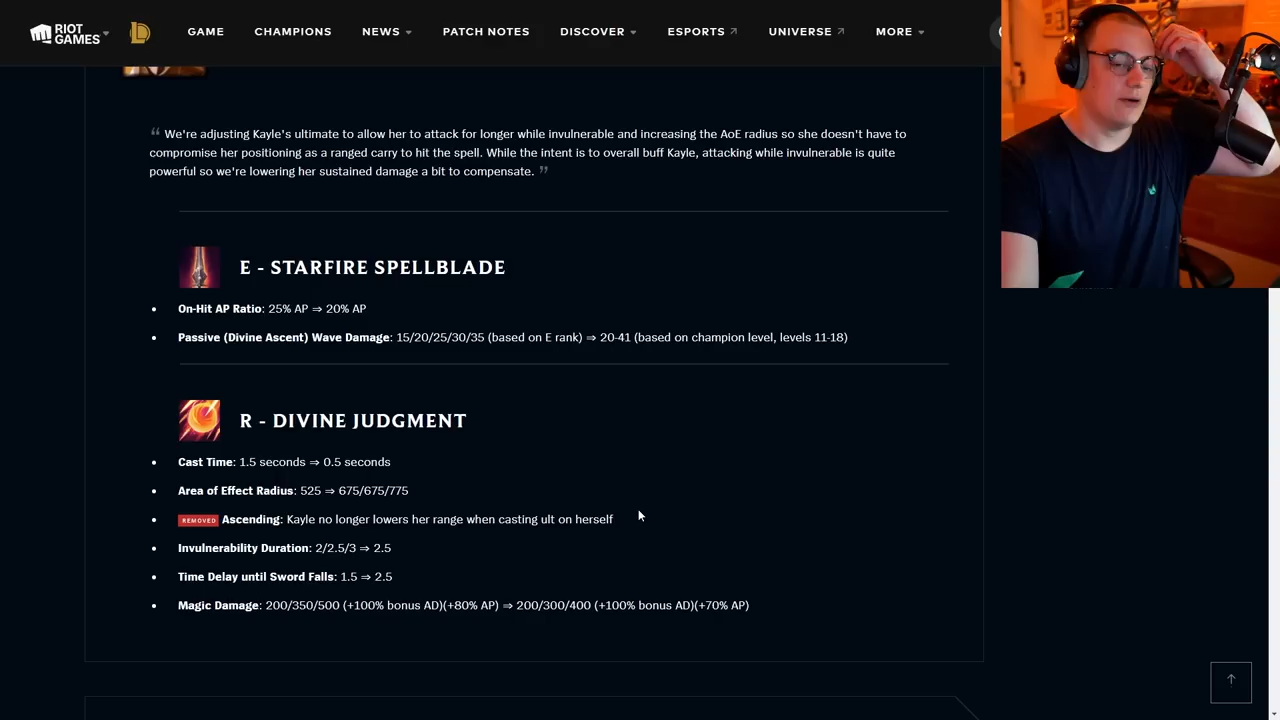 RIOT GAMES
GAME
CHAMPIONS
NEWS
PATCH NOTES
DISCOVER
ESPORTS
UNIVERSE
MORE
“ We're adjusting Kayle's ultimate to allow her to attack for longer while invulnerable and increasing the AoE radius so she doesn't have to
compromise her positioning as a ranged carry to hit the spell. While the intent is to overall buff Kayle, attacking while invulnerable is quite
powerful so we're lowering her sustained damage a bit to compensate. ”
E - STARFIRE SPELLBLADE
• On-Hit AP Ratio: 25% AP ⇒ 20% AP
• Passive (Divine Ascent) Wave Damage: 15/20/25/30/35 (based on E rank) ⇒ 20-41 (based on champion level, levels 11-18)
R - DIVINE JUDGMENT
• Cast Time: 1.5 seconds ⇒ 0.5 seconds
• Area of Effect Radius: 525 ⇒ 675/675/775
• REMOVED Ascending: Kayle no longer lowers her range when casting ult on herself
• Invulnerability Duration: 2/2.5/3 ⇒ 2.5
• Time Delay until Sword Falls: 1.5 ⇒ 2.5
• Magic Damage: 200/350/500 (+100% bonus AD)(+80% AP) ⇒ 200/300/400 (+100% bonus AD)(+70% AP)